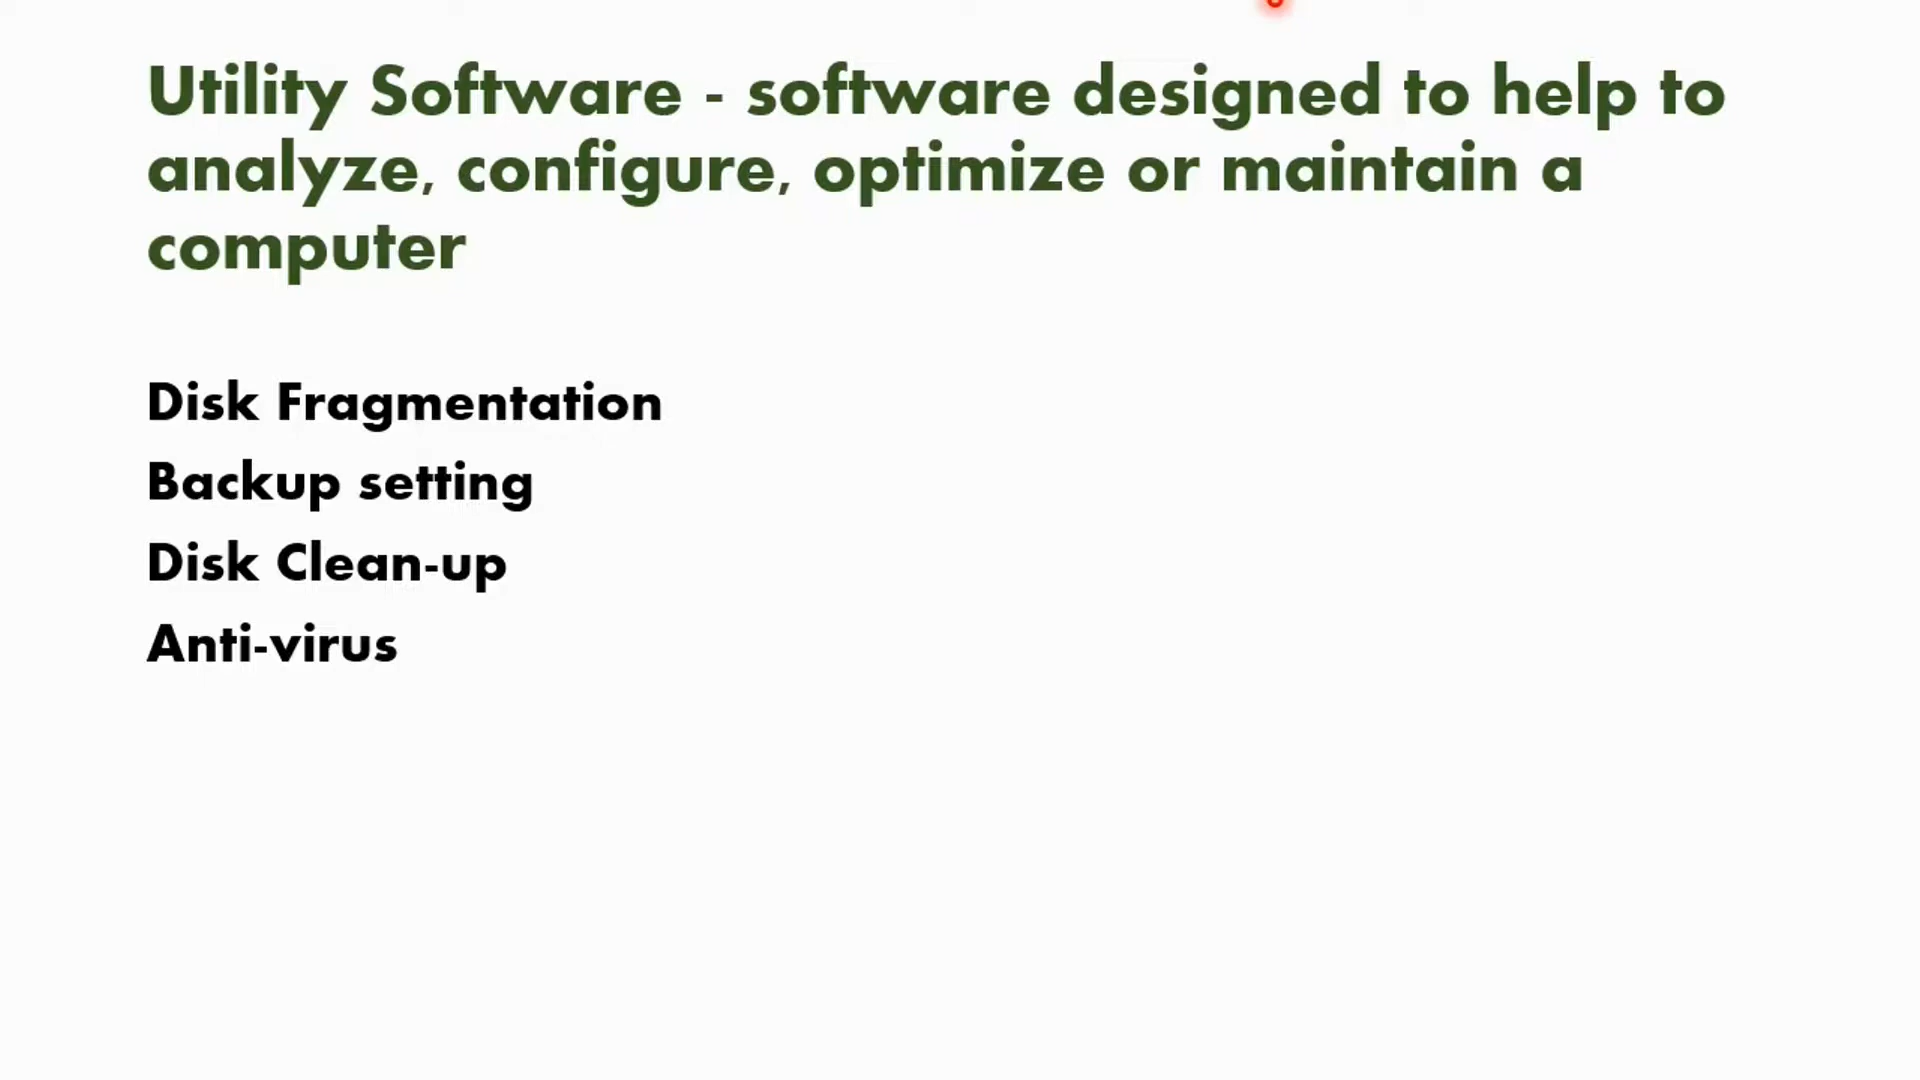 Utility Software - software designed to help to
analyze, configure, optimize or maintain a
computer
Disk Fragmentation
Backup setting
Disk Clean-up
Anti-virus